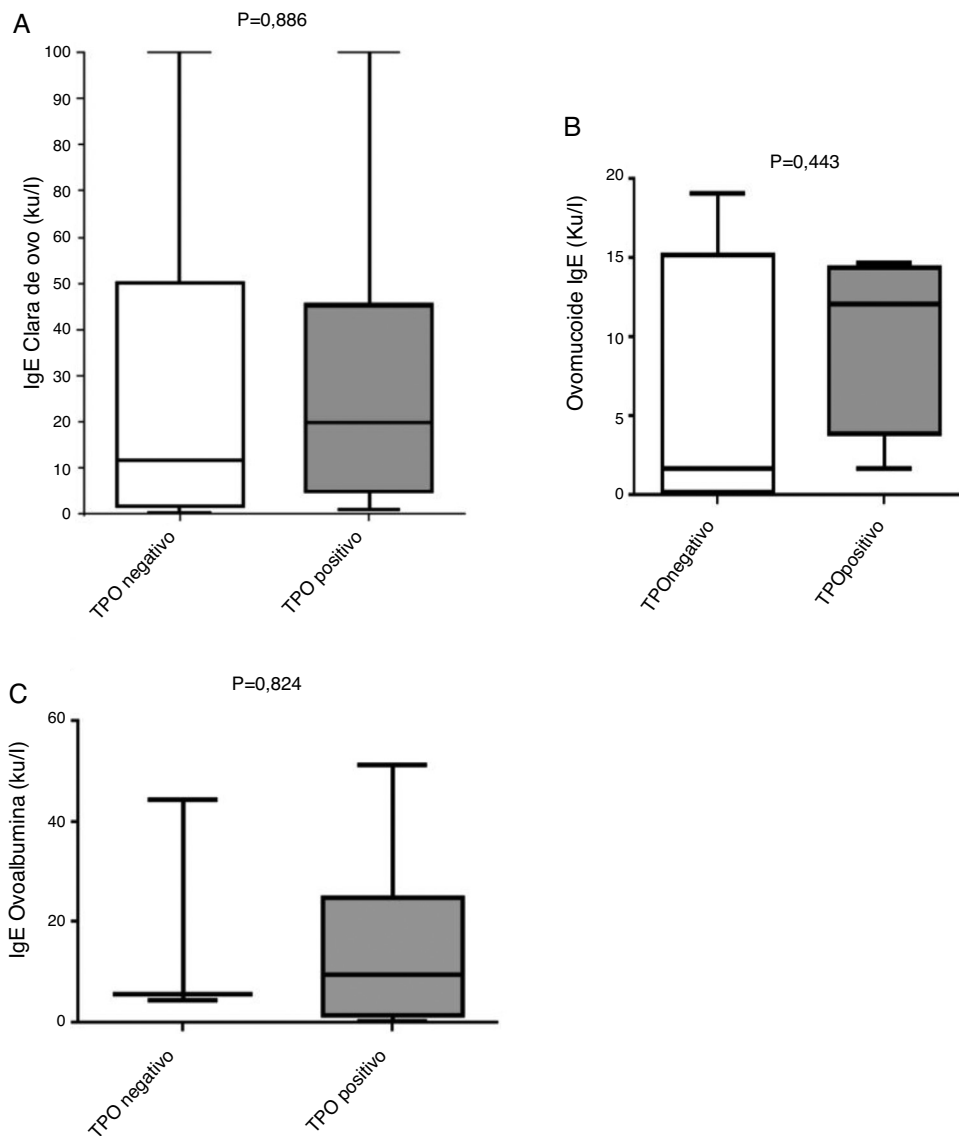 A
P=0,886
IgE Clara de ovo (ku/l)
100
90
80
80
60
50
40
30
20
10
0
TPO negativo
TPO positivo
B
P=0,443
Ovomucoide IgE (Ku/l)
20
15
10
5
0
TPOnegativo
TPOpositivo
C
P=0,824
IgE Ovoalbumina (ku/l)
60
40
20
0
TPO negativo
TPO positivo